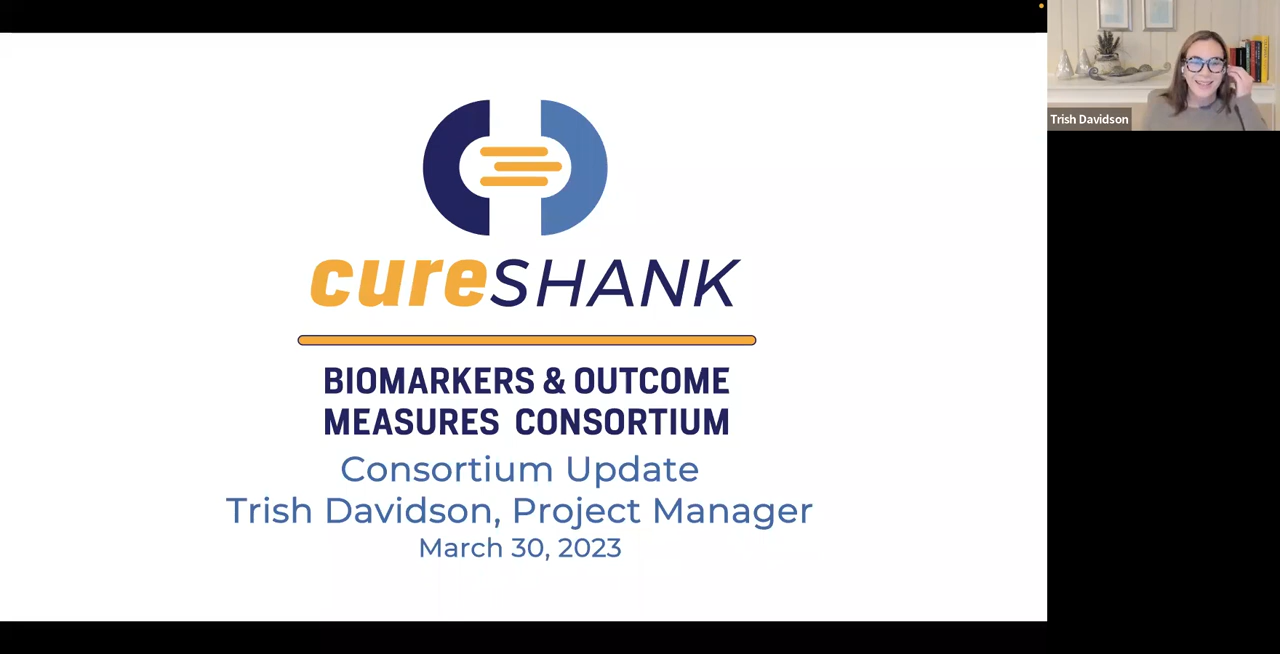 cureSHANK
BIOMARKERS & OUTCOME
MEASURES CONSORTIUM
Consortium Update
Trish Davidson, Project Manager
March 30, 2023
Trish Davidson